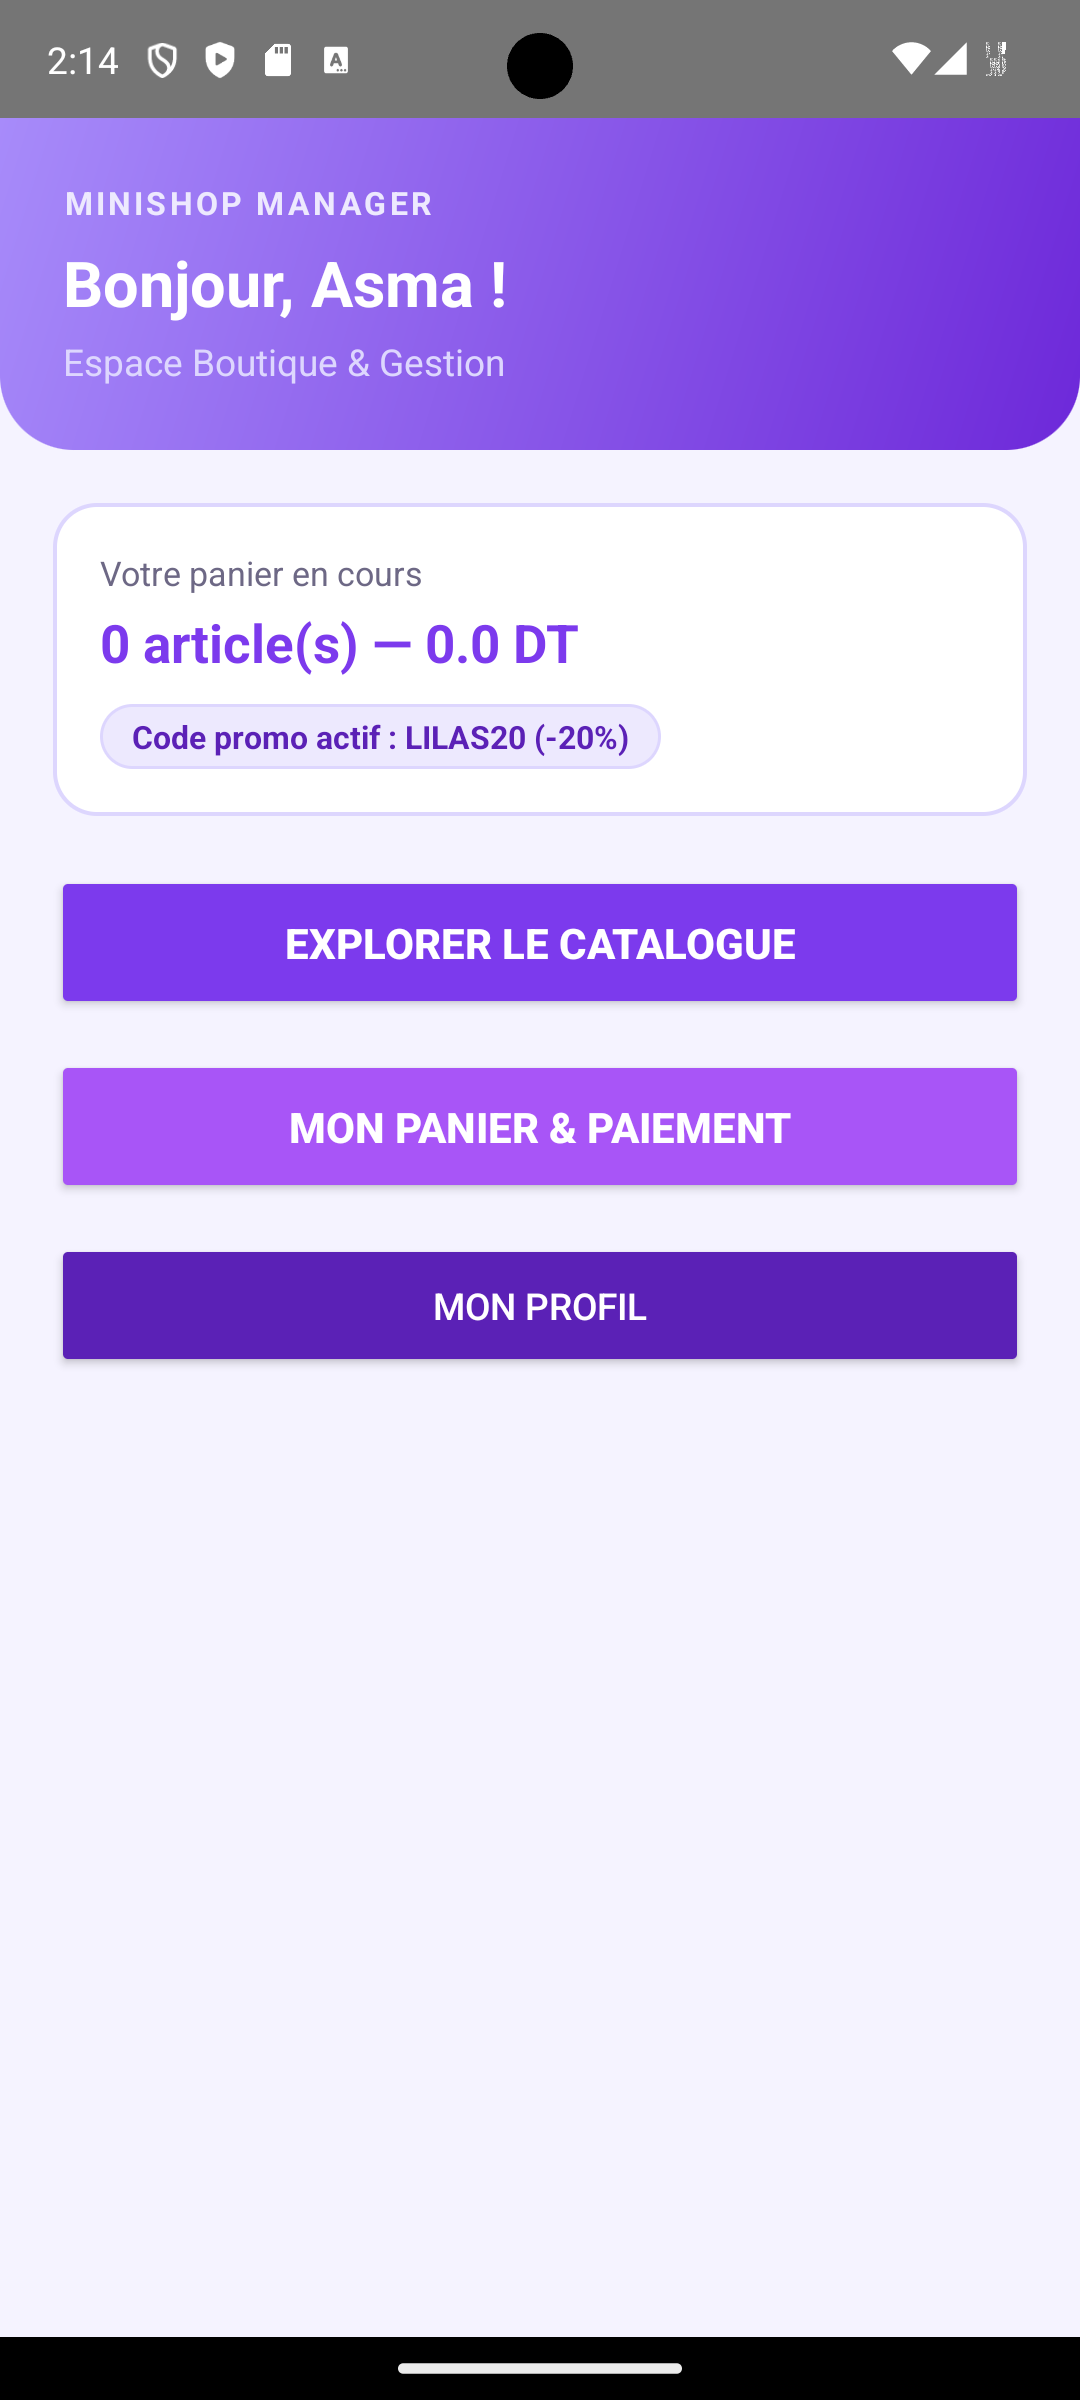 2:14
MINISHOP MANAGER
Bonjour, Asma !
Espace Boutique & Gestion
Votre panier en cours
0 article(s) — 0.0 DT
Code promo actif : LILAS20 (-20%)
EXPLORER LE CATALOGUE
MON PANIER & PAIEMENT
MON PROFIL